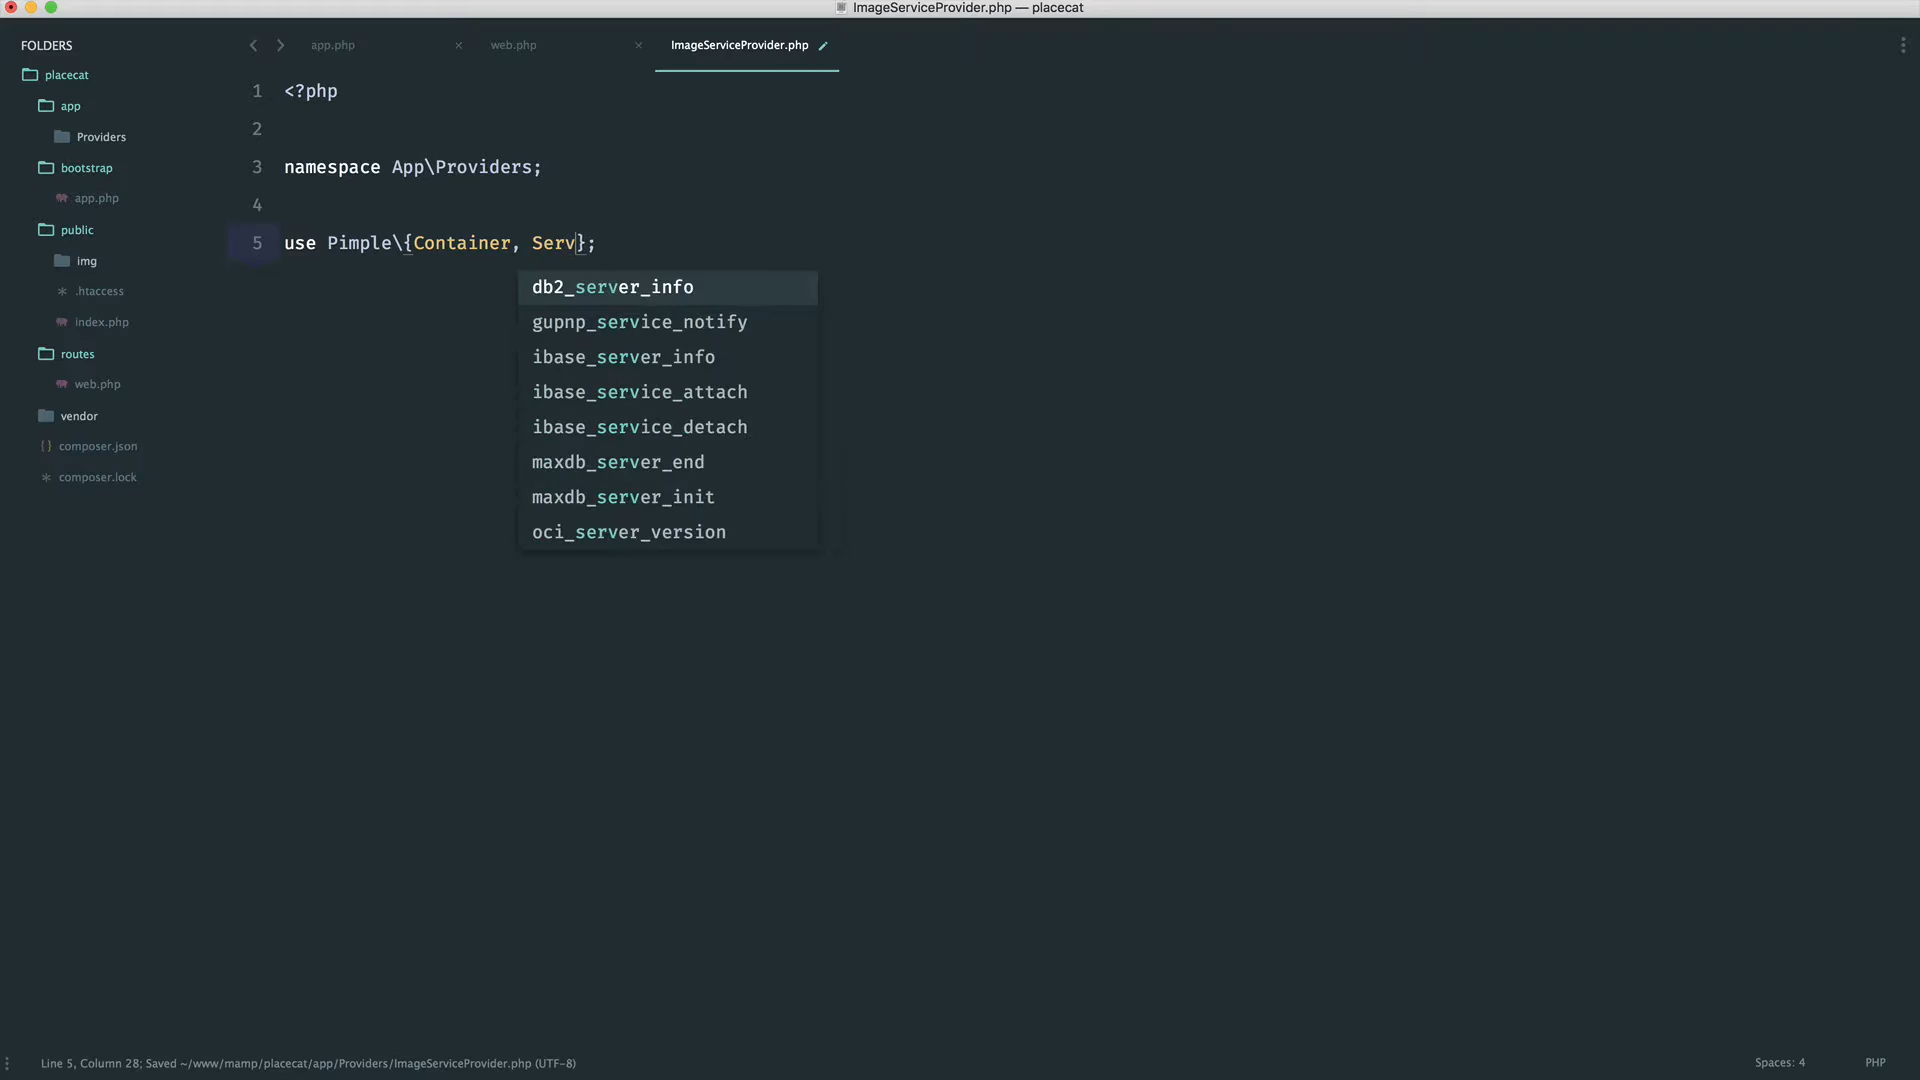 ImageServiceProvider.php — placecat
FOLDERS
placecat
app
Providers
bootstrap
app.php
public
img
.htaccess
index.php
routes
web.php
vendor
composer.json
composer.lock
app.php
web.php
ImageServiceProvider.php
1 <?php
2
3 namespace App\Providers;
4
5 use Pimple\{Container, Serv};
db2_server_info
gupnp_service_notify
ibase_server_info
ibase_service_attach
ibase_service_detach
maxdb_server_end
maxdb_server_init
oci_server_version
Line 5, Column 28; Saved ~/www/mamp/placecat/app/Providers/ImageServiceProvider.php (UTF-8)
Spaces: 4
PHP